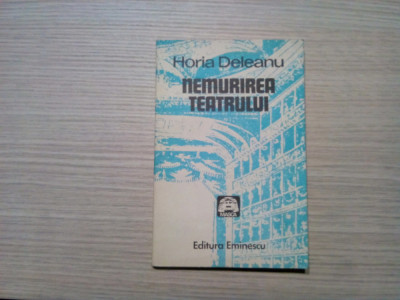 Horia Deleanu
NEMURIREA
TEATRULUI
Editura Eminescu